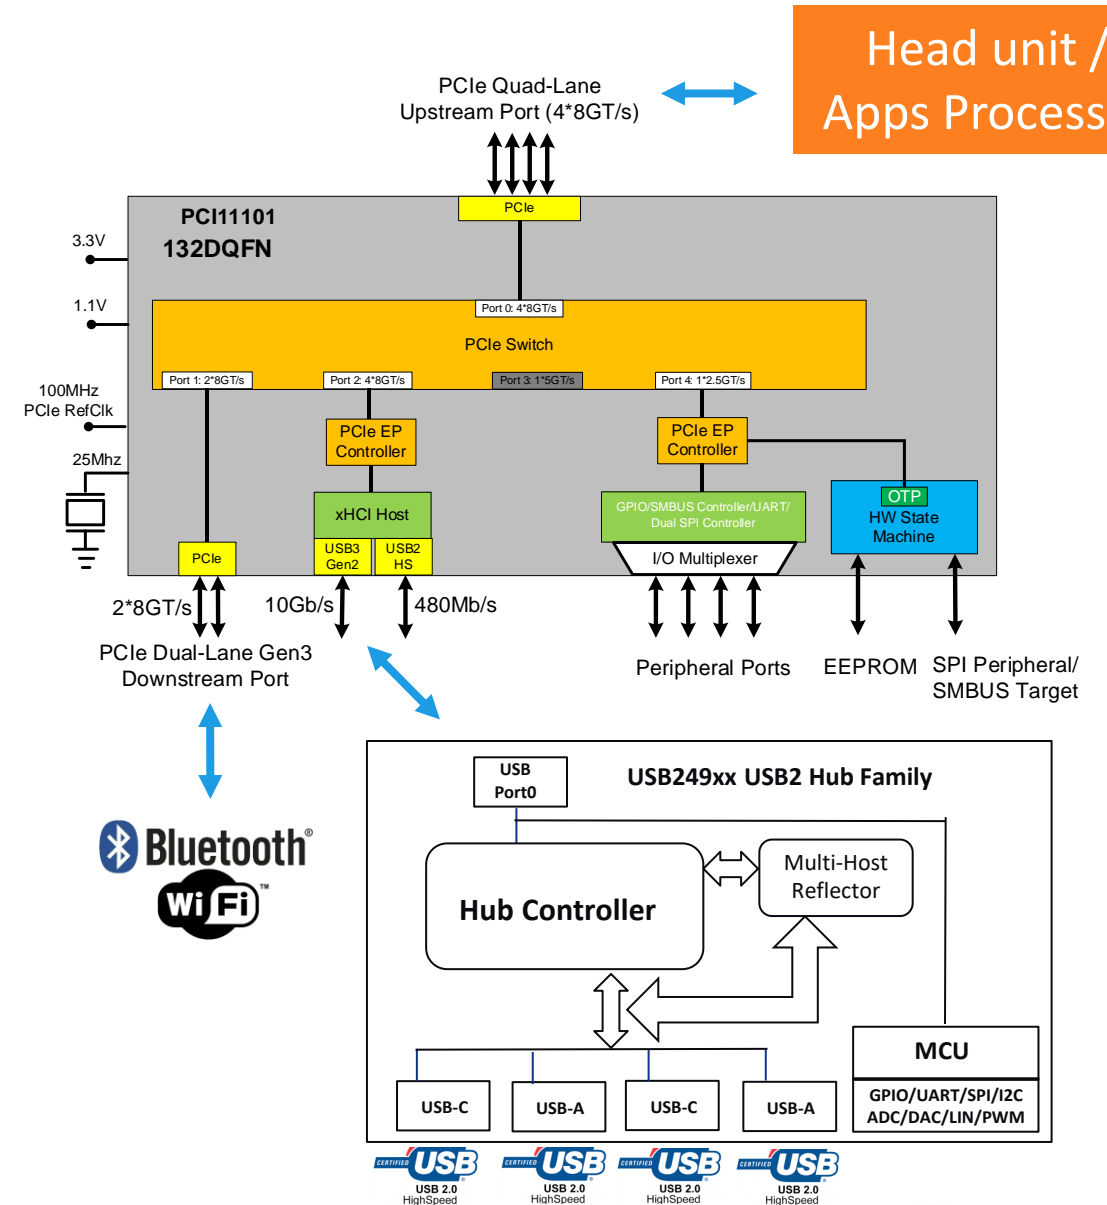 Head unit /
Apps Process
PCIe Quad-Lane
Upstream Port (4*8GT/s)
PCIe
PCI11101
132DQFN
3.3V
1.1V
Port 0: 4*8GT/s
PCIe Switch
Port 1: 2*8GT/s
Port 2: 4*8GT/s
Port 3: 1*5GT/s
Port 4: 1*2.5GT/s
100MHz
PCIe RefClk
25Mhz
PCIe EP
Controller
PCIe EP
Controller
xHCI Host
GPIO/SMBUS Controller/UART/
Dual SPI Controller
OTP
HW State
Machine
PCIe
USB3
Gen2
USB2
HS
I/O Multiplexer
2*8GT/s
10Gb/s
480Mb/s
PCIe Dual-Lane Gen3
Downstream Port
Peripheral Ports
EEPROM
SPI Peripheral/
SMBUS Target
Bluetooth®
Wi Fi™
USB
Port0
USB249xx USB2 Hub Family
Hub Controller
Multi-Host
Reflector
MCU
GPIO/UART/SPI/I2C
ADC/DAC/LIN/PWM
USB-C
USB-A
USB-C
USB-A
CERTIFIED USB
USB 2.0
HighSpeed
CERTIFIED USB
USB 2.0
HighSpeed
CERTIFIED USB
USB 2.0
HighSpeed
CERTIFIED USB
USB 2.0
HighSpeed